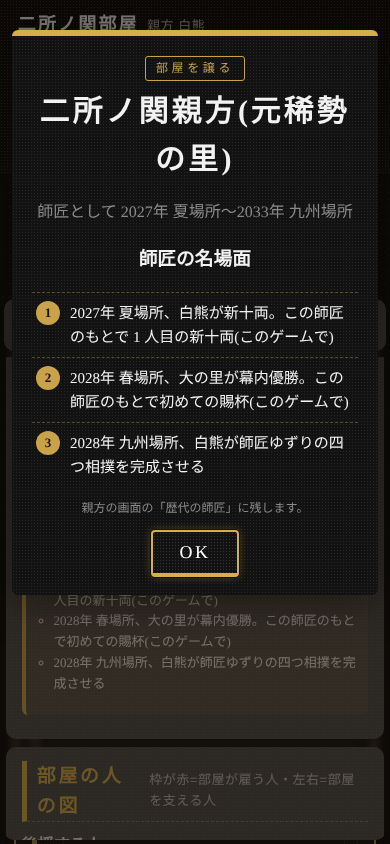 二所ノ関部屋 親方 白熊
部屋を譲る
二所ノ関親方(元稀勢
の里)
師匠として 2027年 夏場所〜2033年 九州場所
師匠の名場面
1 2027年 夏場所、白熊が新十両。この師匠
のもとで 1 人目の新十両(このゲームで)
2 2028年 春場所、大の里が幕内優勝。この
師匠のもとで初めての賜杯(このゲームで)
3 2028年 九州場所、白熊が師匠ゆずりの四
つ相撲を完成させる
親方の画面の「歴代の師匠」に残します。
OK
人目の新十両(このゲームで)
2028年 春場所、大の里が幕内優勝。この師匠のもと
で初めての賜杯(このゲームで)
2028年 九州場所、白熊が師匠ゆずりの四つ相撲を完
成させる
部屋の人
の図
枠が赤=部屋が雇う人・左右=部屋
を支える人